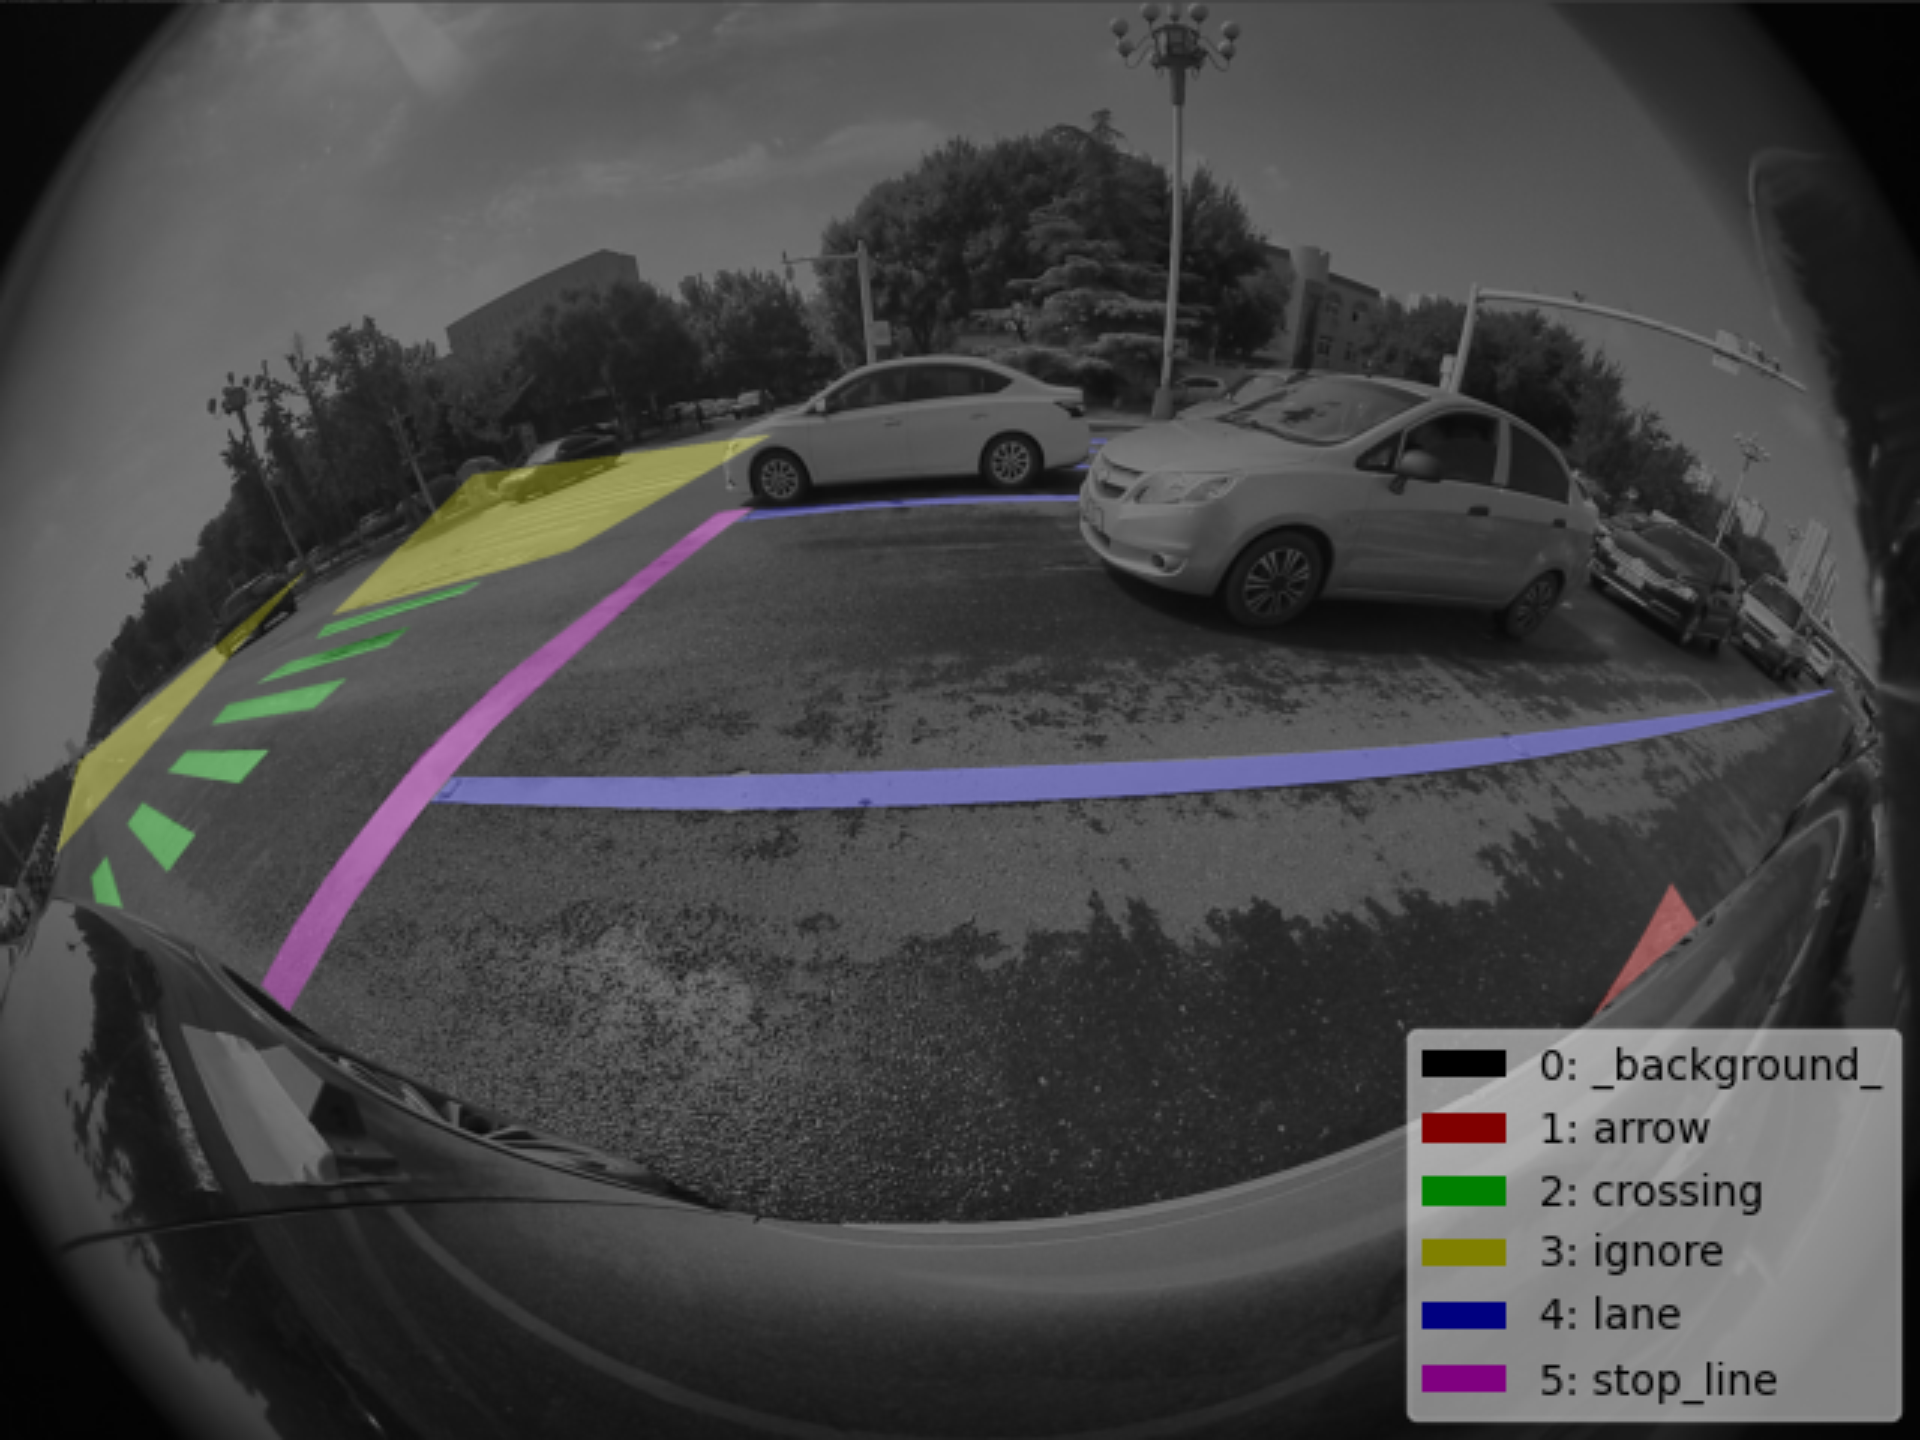 0: _background_
1: arrow
2: crossing
3: ignore
4: lane
5: stop_line